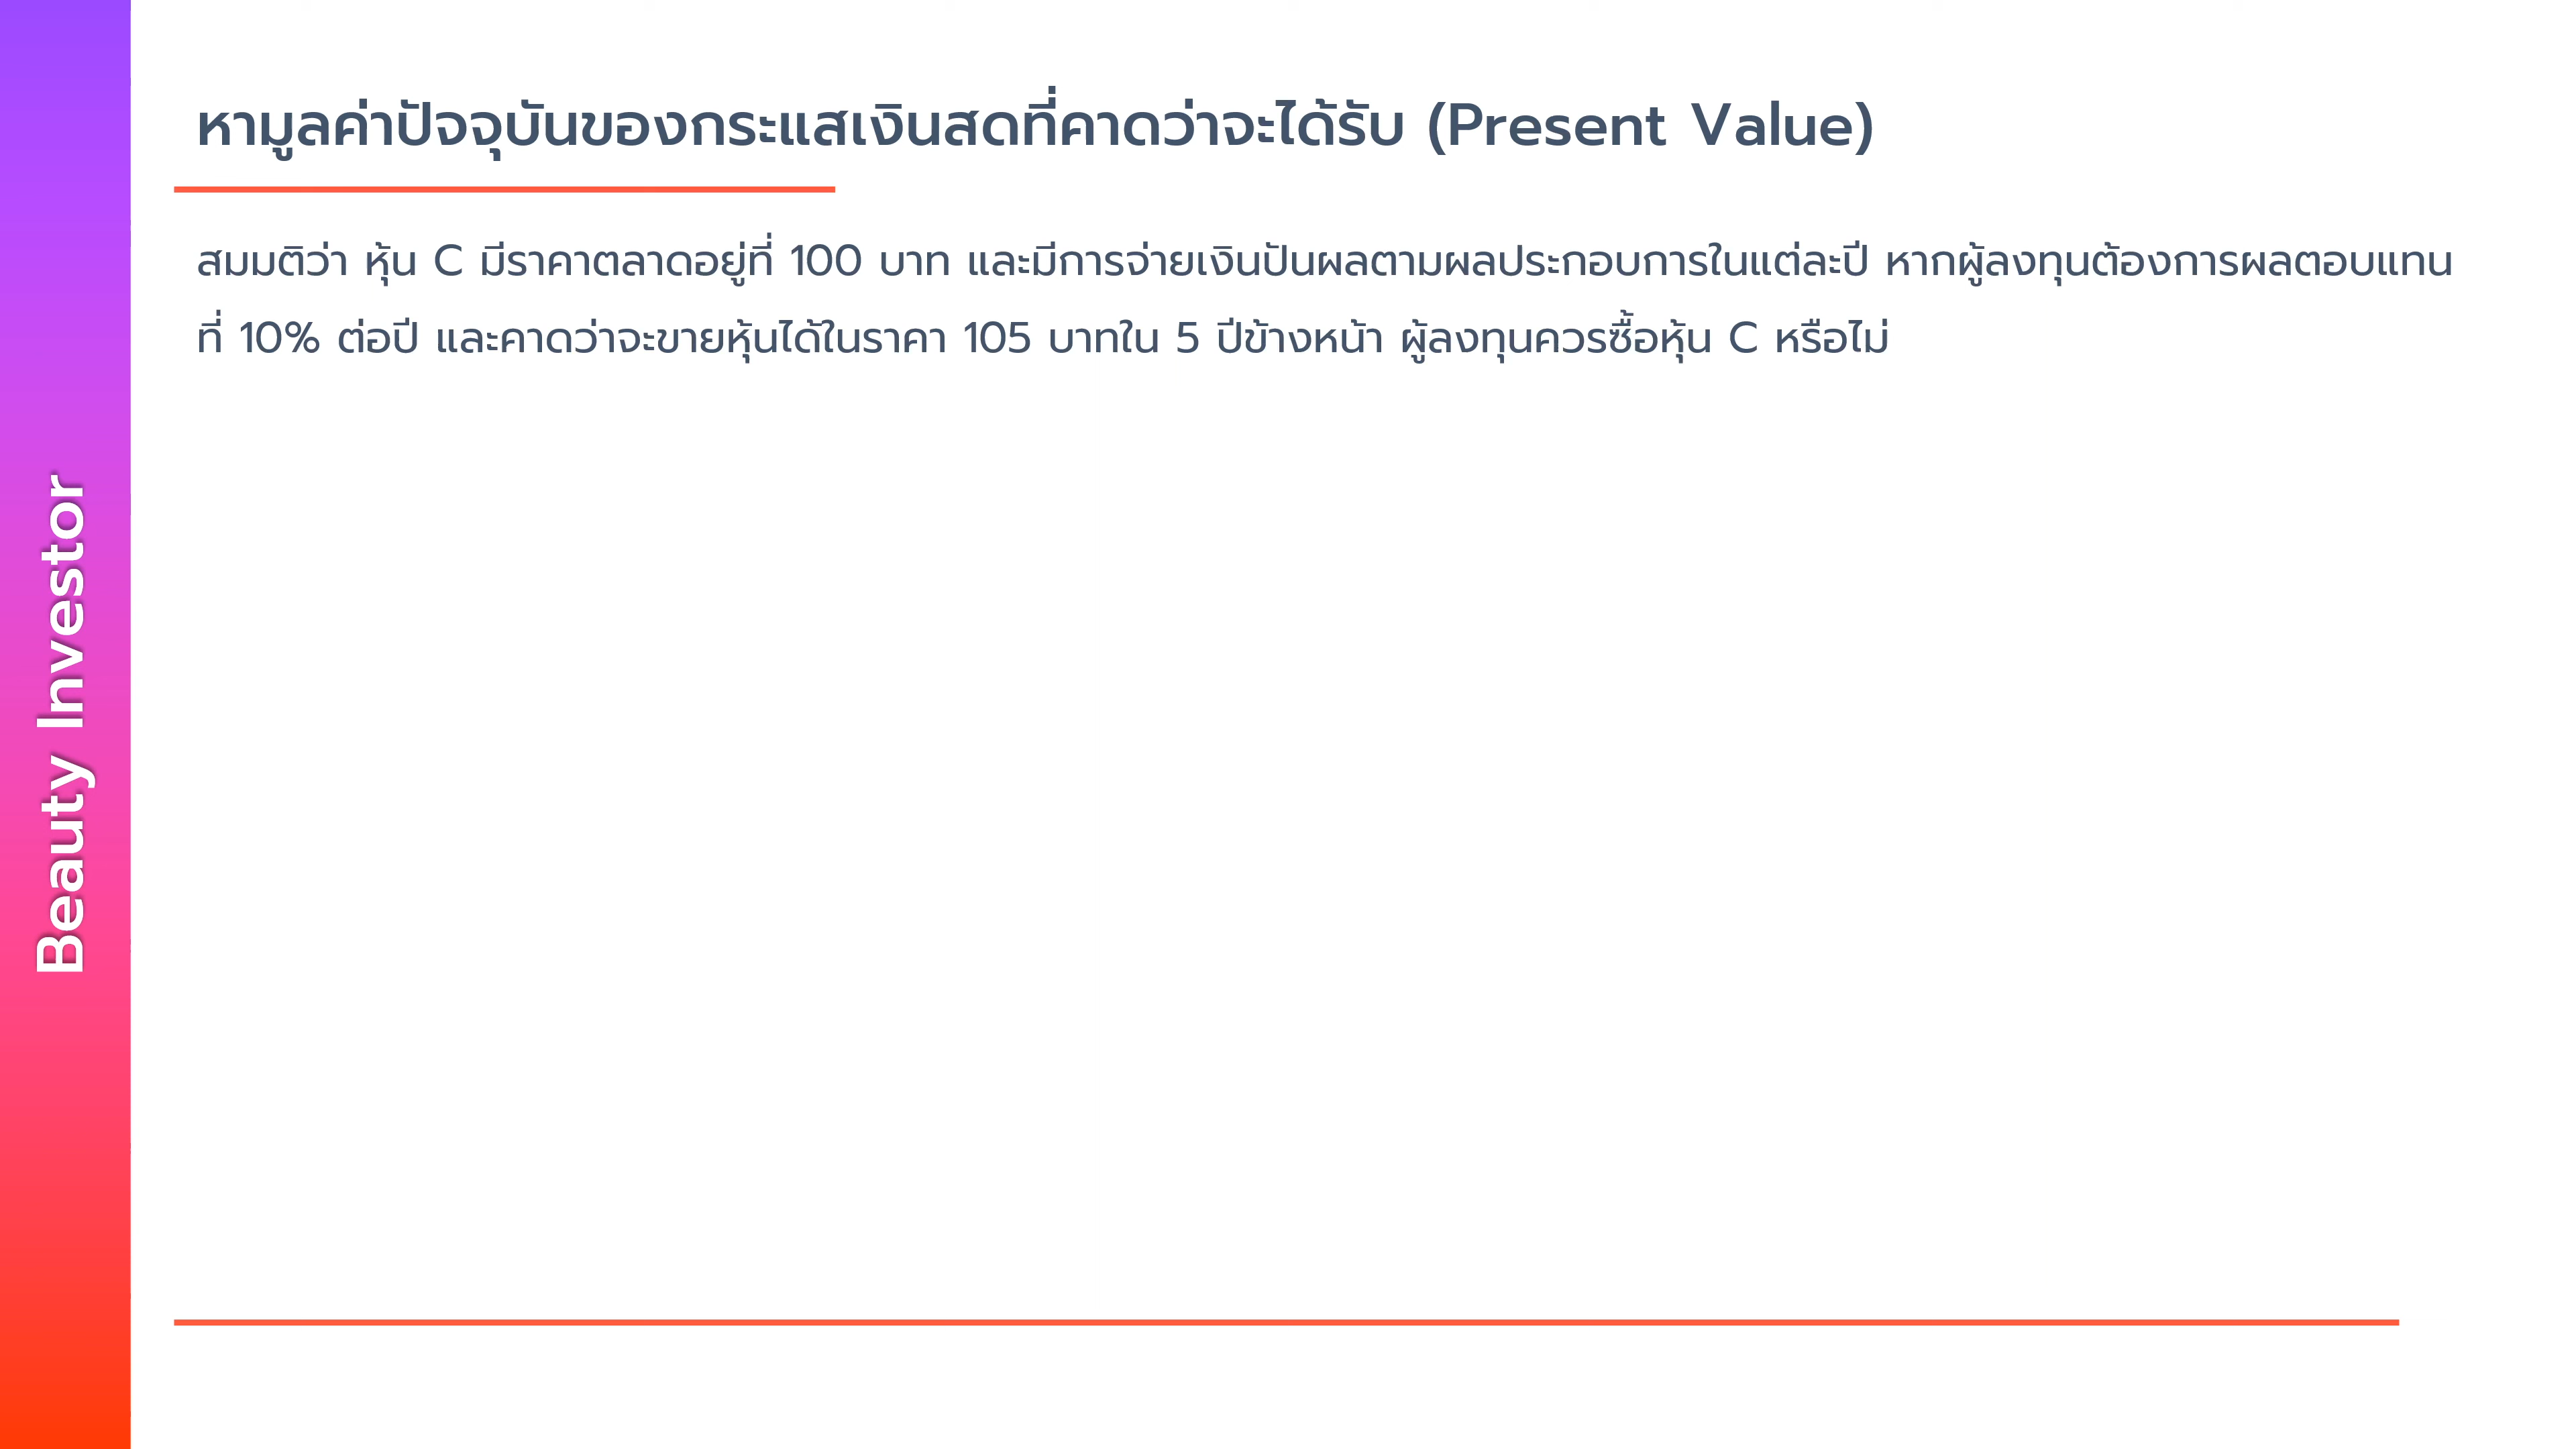 หามูลค่าปัจจุบันของกระแสเงินสดที่คาดว่าจะได้รับ (Present Value)
สมมติว่า หุ้น C มีราคาตลาดอยู่ที่ 100 บาท และมีการจ่ายเงินปันผลตามผลประกอบการในแต่ละปี หากผู้ลงทุนต้องการผลตอบแทน
ที่ 10% ต่อปี และคาดว่าจะขายหุ้นได้ในราคา 105 บาทใน 5 ปีข้างหน้า ผู้ลงทุนควรซื้อหุ้น C หรือไม่
Beauty Investor